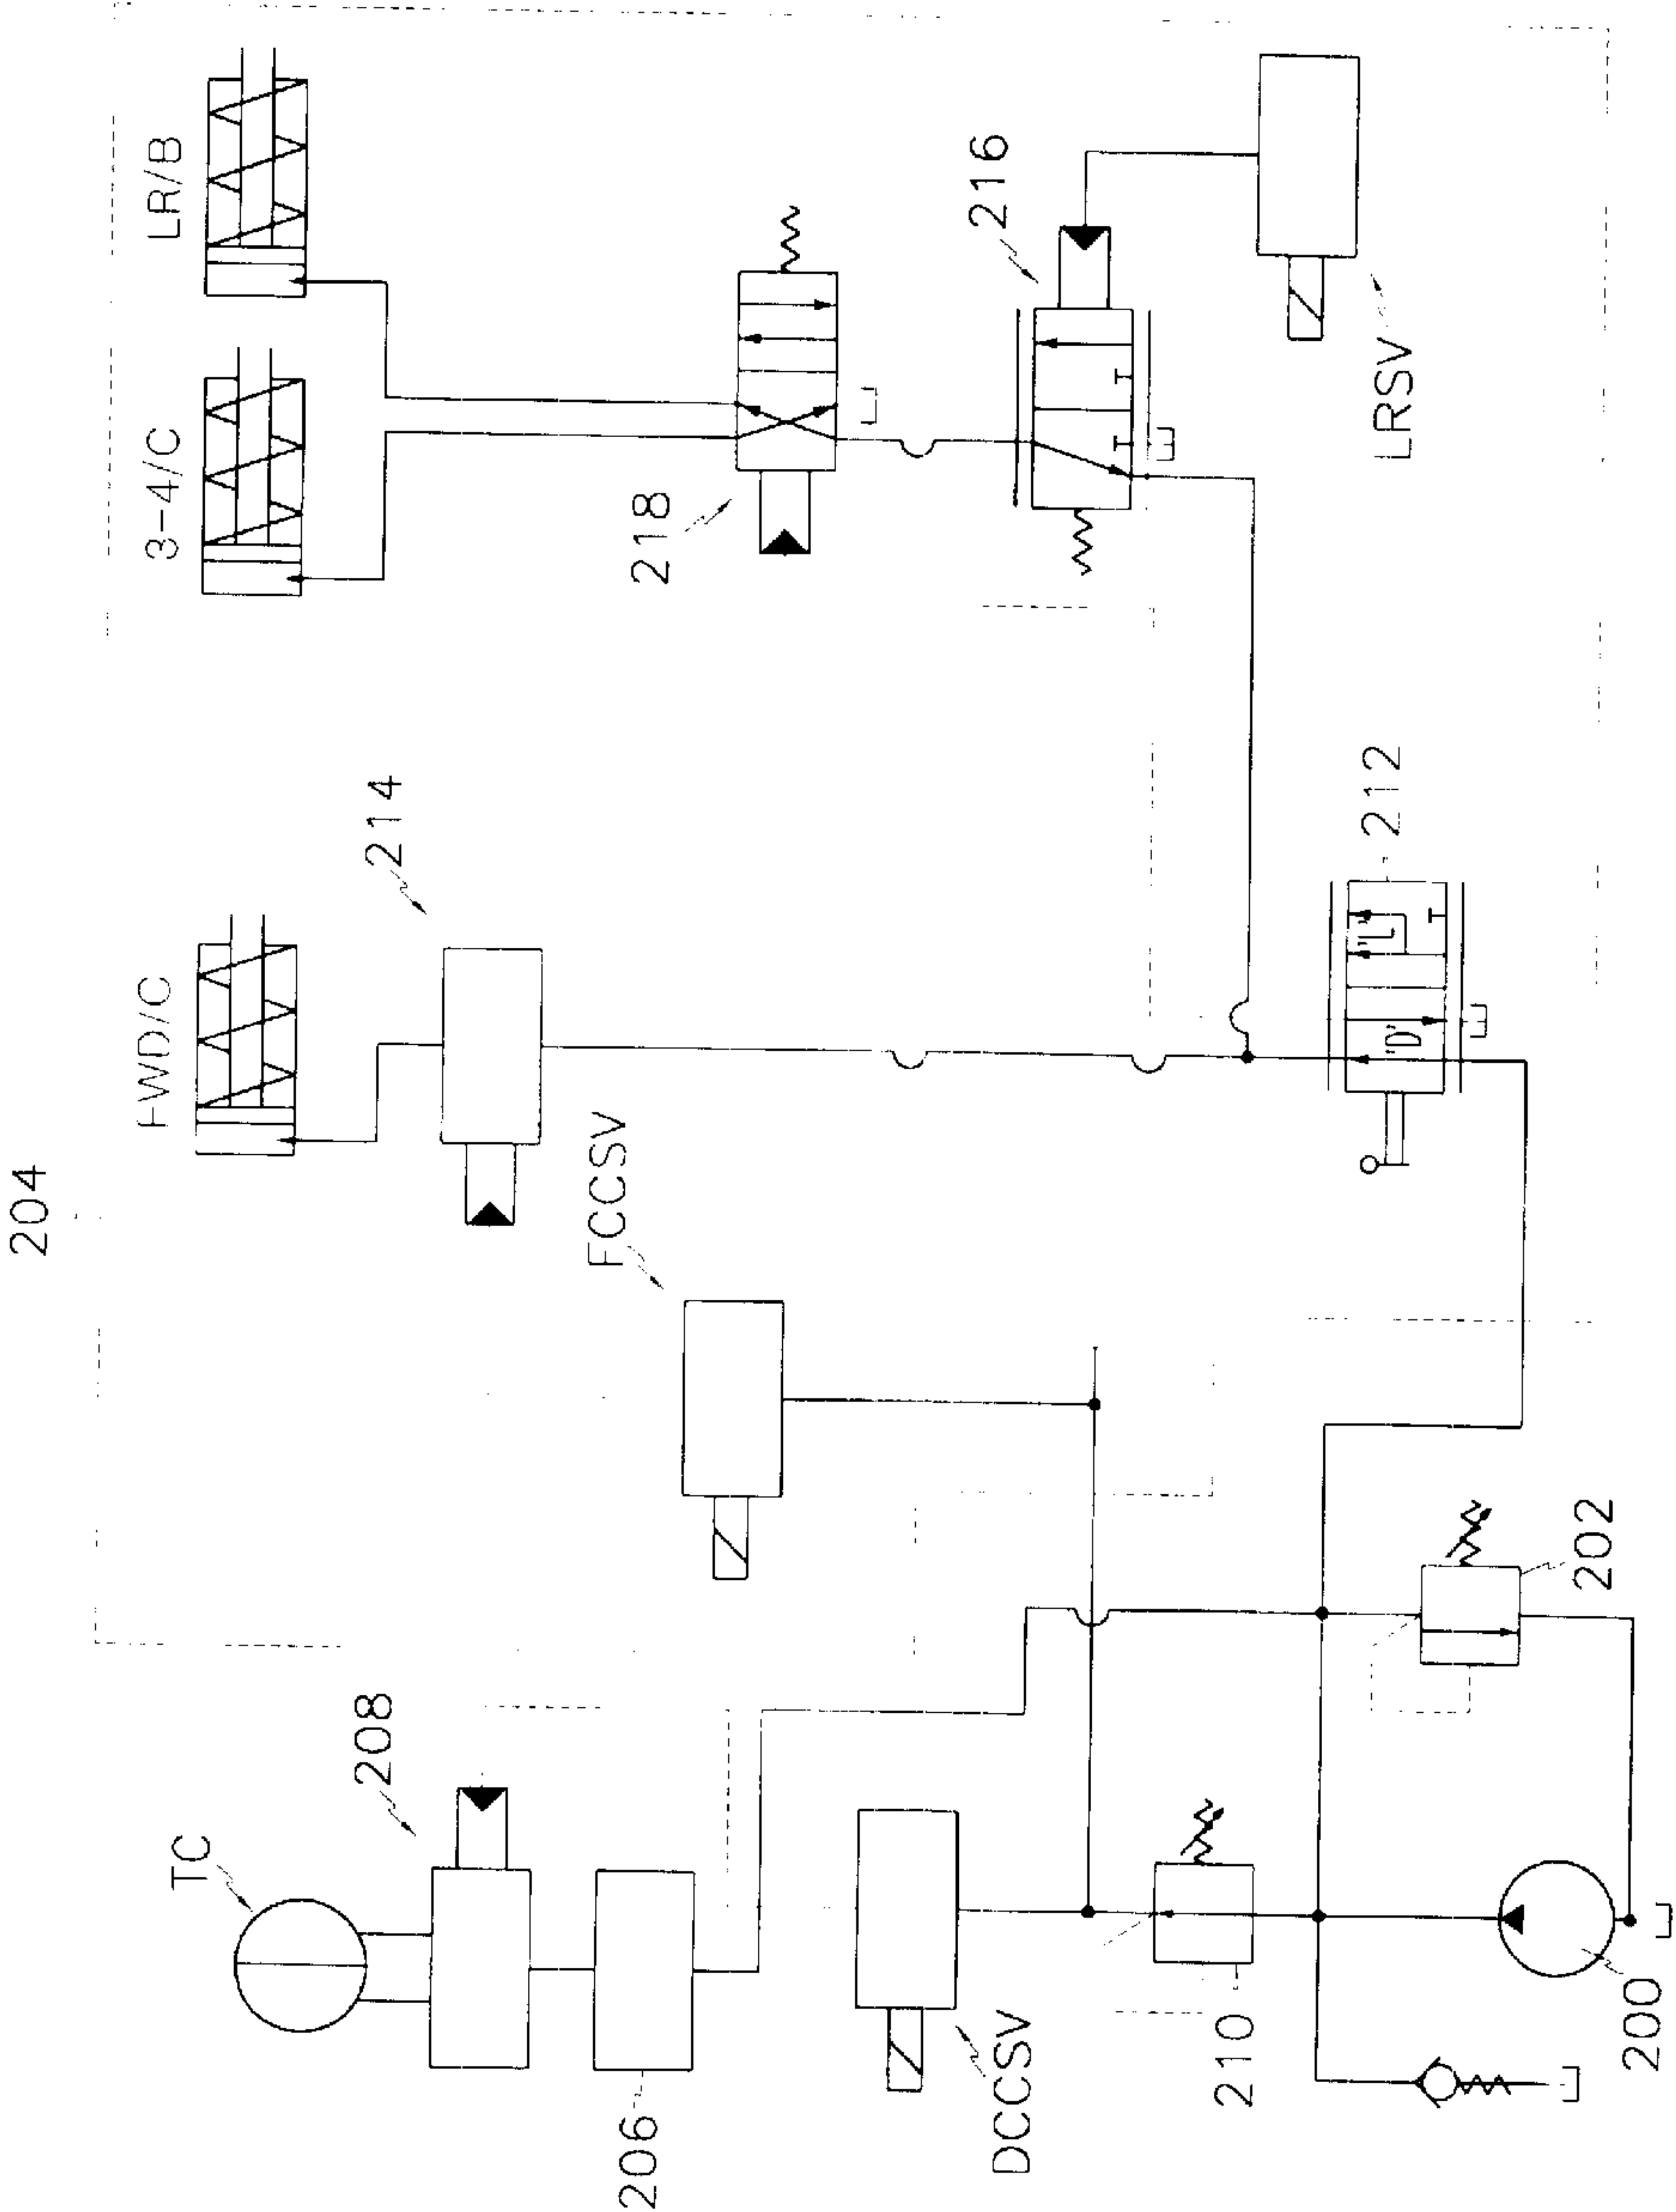 204
TC
FWD/C
3-4/C
LR/B
208
214
206
FCCSV
218
DCCSV
216
210
'D'
'L'
212
LRSV
202
200